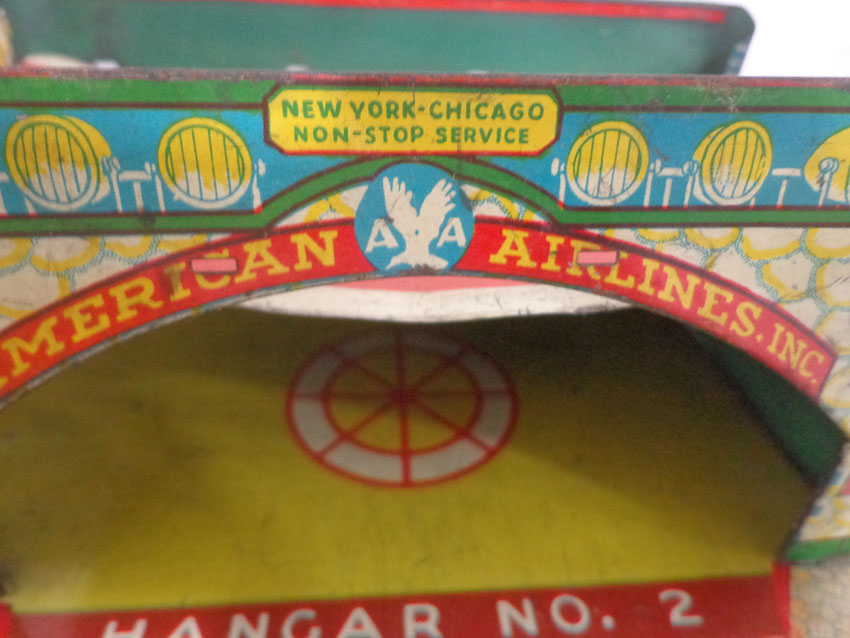 NEW YORK-CHICAGO
NON-STOP SERVICE
A A
AMERICAN AIRLINES, INC.
HANGAR NO. 2